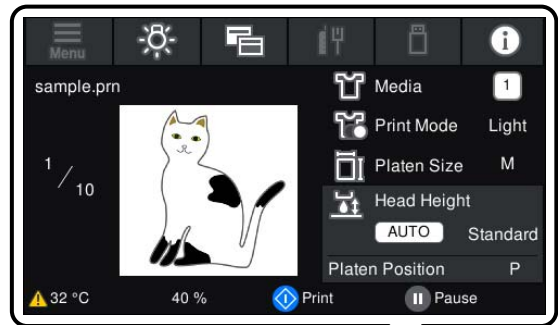 Menu
sample.prn
1/10
Media 1
Print Mode Light
Platen Size M
Head Height
AUTO Standard
Platen Position P
32 °C 40 % Print Pause